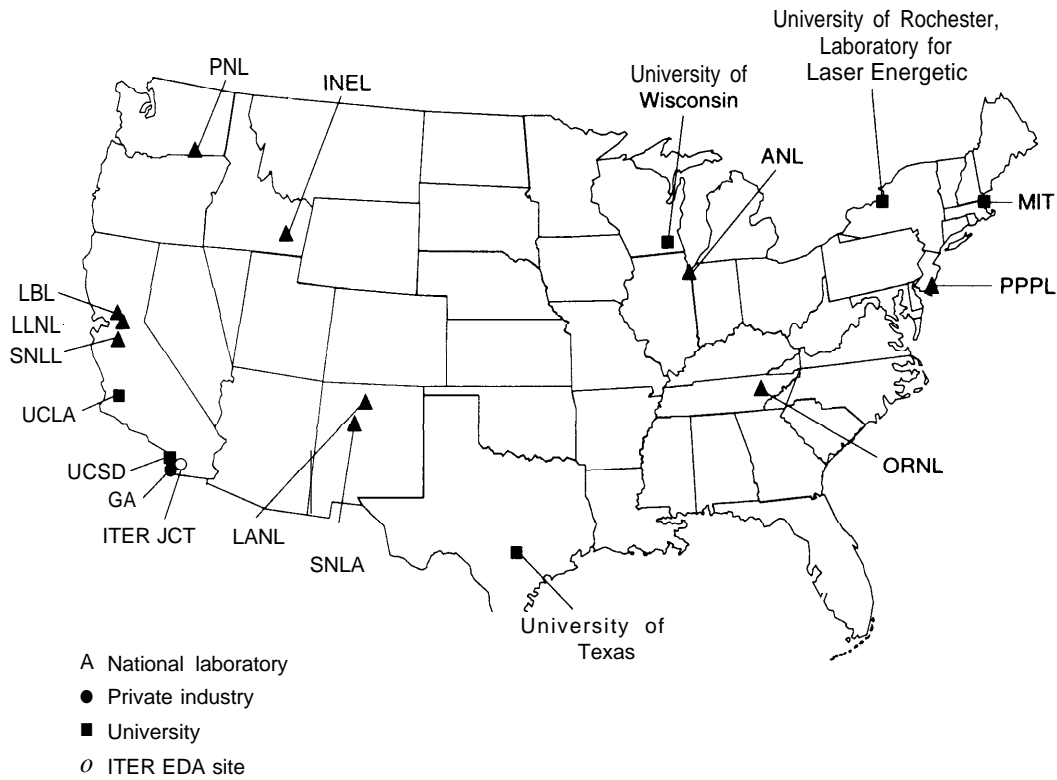 University of Rochester,
Laboratory for
Laser Energetic
PNL
INEL
University of
Wisconsin
ANL
MIT
PPPL
LBL
LLNL
SNLL
UCLA
UCSD
GA
ITER JCT
LANL
SNLA
ORNL
University of
Texas
A National laboratory
● Private industry
■ University
o ITER EDA site